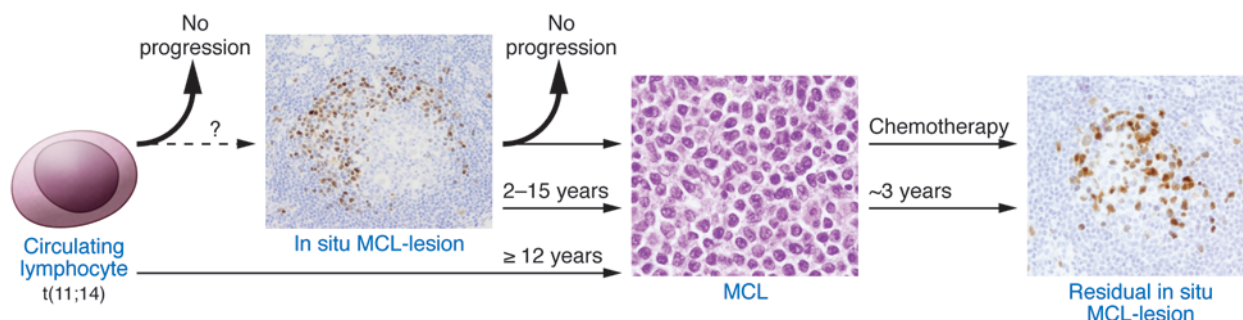 No
progression
No
progression
?
Chemotherapy
2–15 years
~3 years
In situ MCL-lesion
Circulating
lymphocyte
t(11;14)
≥ 12 years
MCL
Residual in situ
MCL-lesion